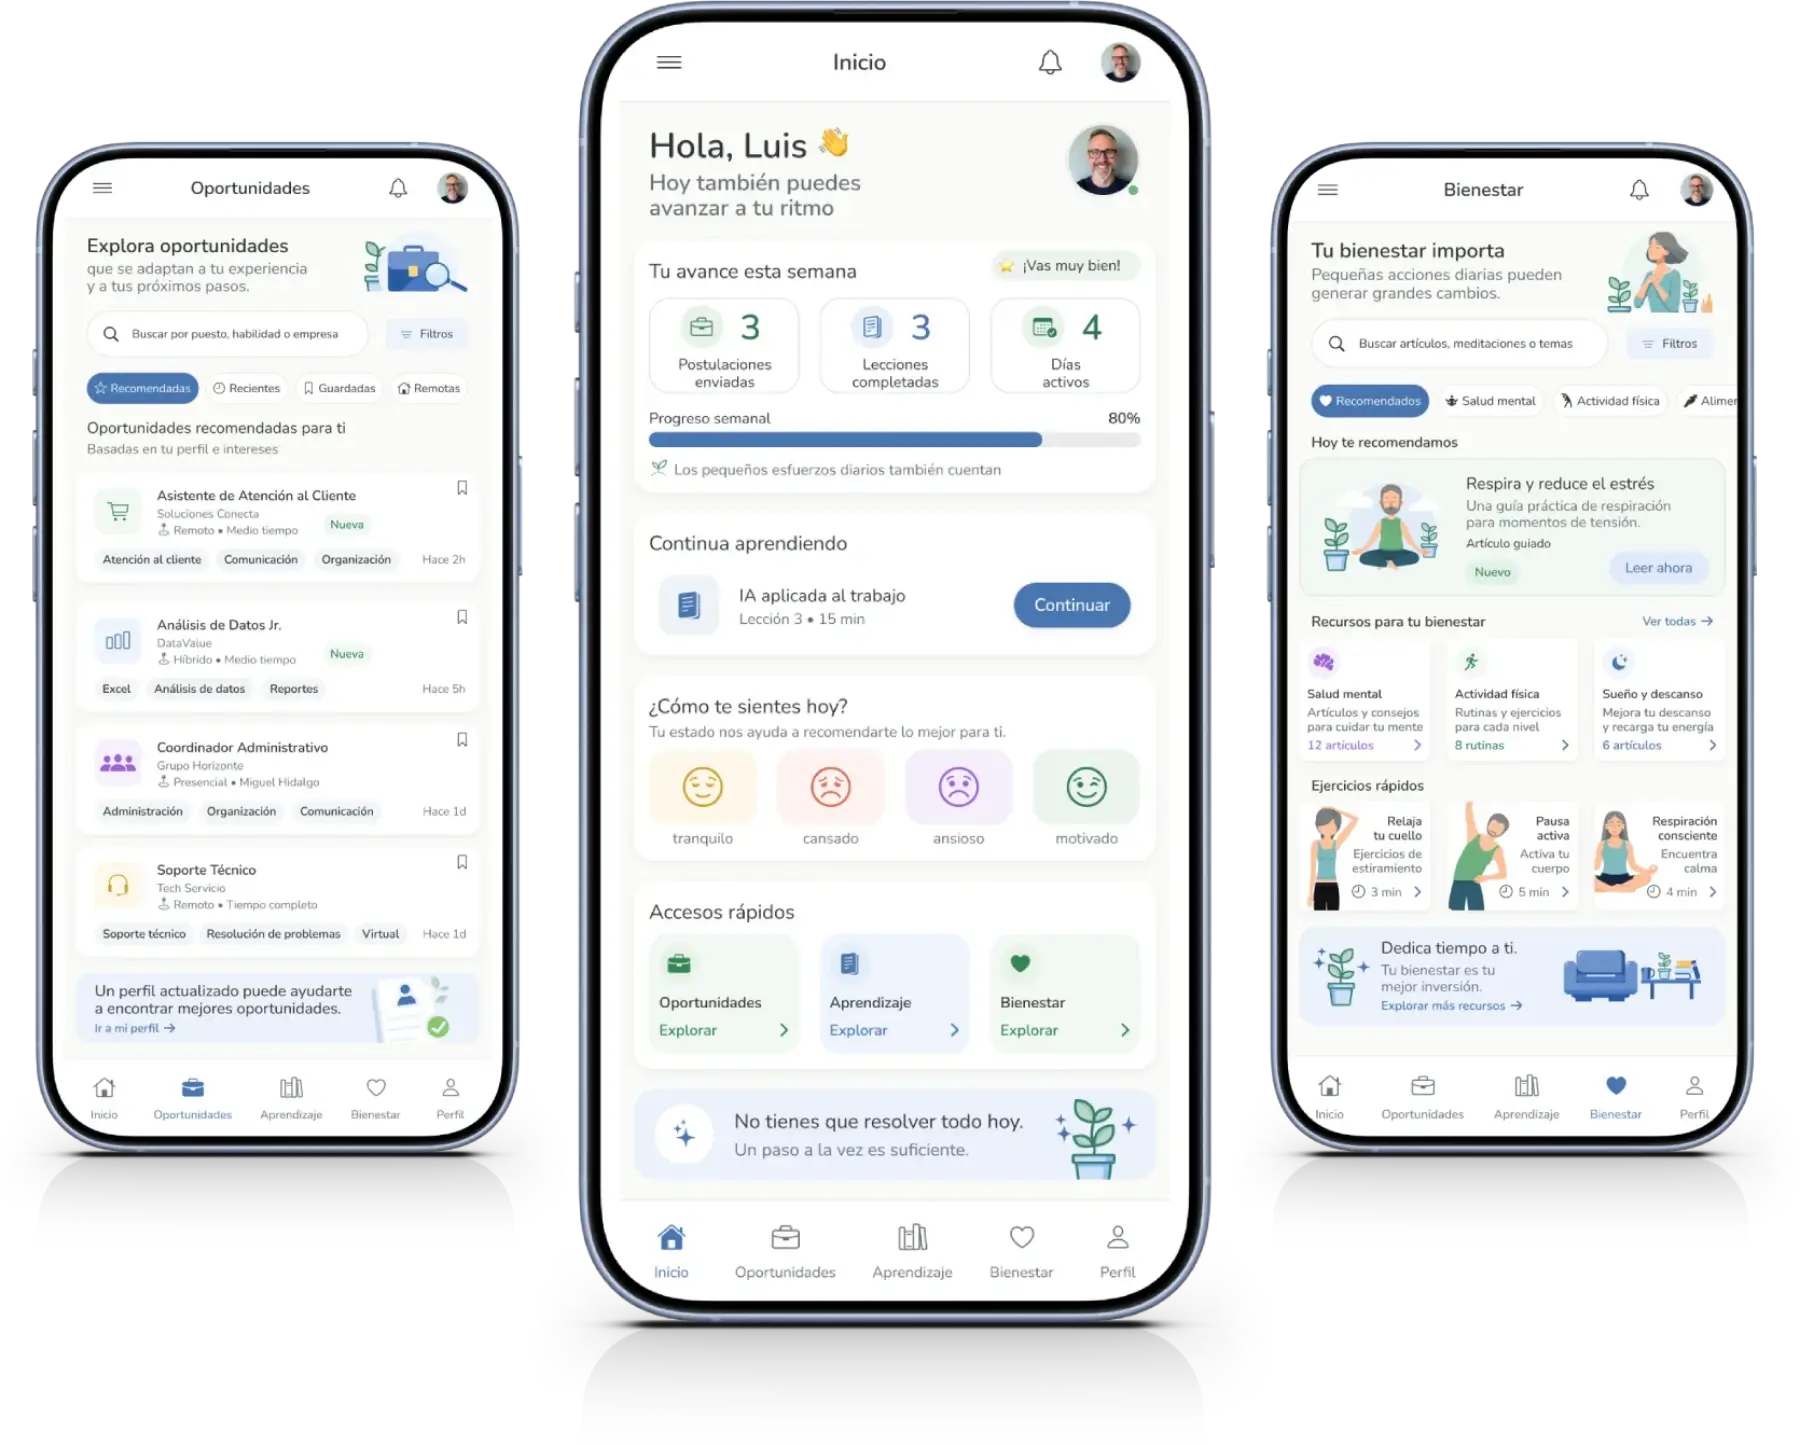 Oportunidades
Explora oportunidades
que se adaptan a tu experiencia
y a tus próximos pasos.
Buscar por puesto, habilidad o empresa
Filtros
Recomendadas
Recientes
Guardadas
Remotas
Oportunidades recomendadas para ti
Basadas en tu perfil e intereses
Asistente de Atención al Cliente
Soluciones Conecta
Remoto • Medio tiempo
Nueva
Atención al cliente
Comunicación
Organización
Hace 2h
Análisis de Datos Jr.
DataValue
Híbrido • Medio tiempo
Nueva
Excel
Análisis de datos
Reportes
Hace 5h
Coordinador Administrativo
Grupo Horizonte
Presencial • Miguel Hidalgo
Administración
Organización
Comunicación
Hace 1d
Soporte Técnico
Tech Servicio
Remoto • Tiempo completo
Soporte técnico
Resolución de problemas
Virtual
Hace 1d
Un perfil actualizado puede ayudarte
a encontrar mejores oportunidades.
Ir a mi perfil →
Inicio
Oportunidades
Aprendizaje
Bienestar
Perfil
Inicio
Hola, Luis 👋
Hoy también puedes
avanzar a tu ritmo
Tu avance esta semana
¡Vas muy bien!
3
Postulaciones
enviadas
3
Lecciones
completadas
4
Días
activos
Progreso semanal
80%
Los pequeños esfuerzos diarios también cuentan
Continua aprendiendo
IA aplicada al trabajo
Lección 3 • 15 min
Continuar
¿Cómo te sientes hoy?
Tu estado nos ayuda a recomendarte lo mejor para ti.
tranquilo
cansado
ansioso
motivado
Accesos rápidos
Oportunidades
Explorar
Aprendizaje
Explorar
Bienestar
Explorar
No tienes que resolver todo hoy.
Un paso a la vez es suficiente.
Inicio
Oportunidades
Aprendizaje
Bienestar
Perfil
Bienestar
Tu bienestar importa
Pequeñas acciones diarias pueden
generar grandes cambios.
Buscar artículos, meditaciones o temas
Filtros
Recomendados
Salud mental
Actividad física
Alimer
Hoy te recomendamos
Respira y reduce el estrés
Una guía práctica de respiración
para momentos de tensión.
Artículo guiado
Nuevo
Leer ahora
Recursos para tu bienestar
Ver todas →
Salud mental
Artículos y consejos
para cuidar tu mente
12 artículos
Actividad física
Rutinas y ejercicios
para cada nivel
8 rutinas
Sueño y descanso
Mejora tu descanso
y recarga tu energía
6 artículos
Ejercicios rápidos
Relaja
tu cuello
Ejercicios de
estiramiento
3 min
Pausa
activa
Activa tu
cuerpo
5 min
Respiración
consciente
Encuentra
calma
4 min
Dedica tiempo a ti.
Tu bienestar es tu
mejor inversión.
Explorar más recursos →
Inicio
Oportunidades
Aprendizaje
Bienestar
Perfil